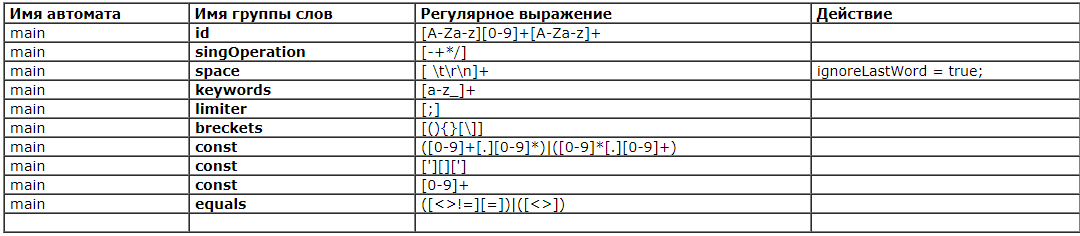 Имя автомата Имя группы слов Регулярное выражение Действие
main id [A-Za-z][0-9]+[A-Za-z]+
main singOperation [-+*/]
main space [ \t\r\n]+ ignoreLastWord = true;
main keywords [a-z_]+
main limiter [;]
main breckets [(){}[\]]
main const ([0-9]+[.][0-9]*)|([0-9]*[.][0-9]+)
main const ['][]['] 
main const [0-9]+
main equals ([<>!=][=])|([<>])